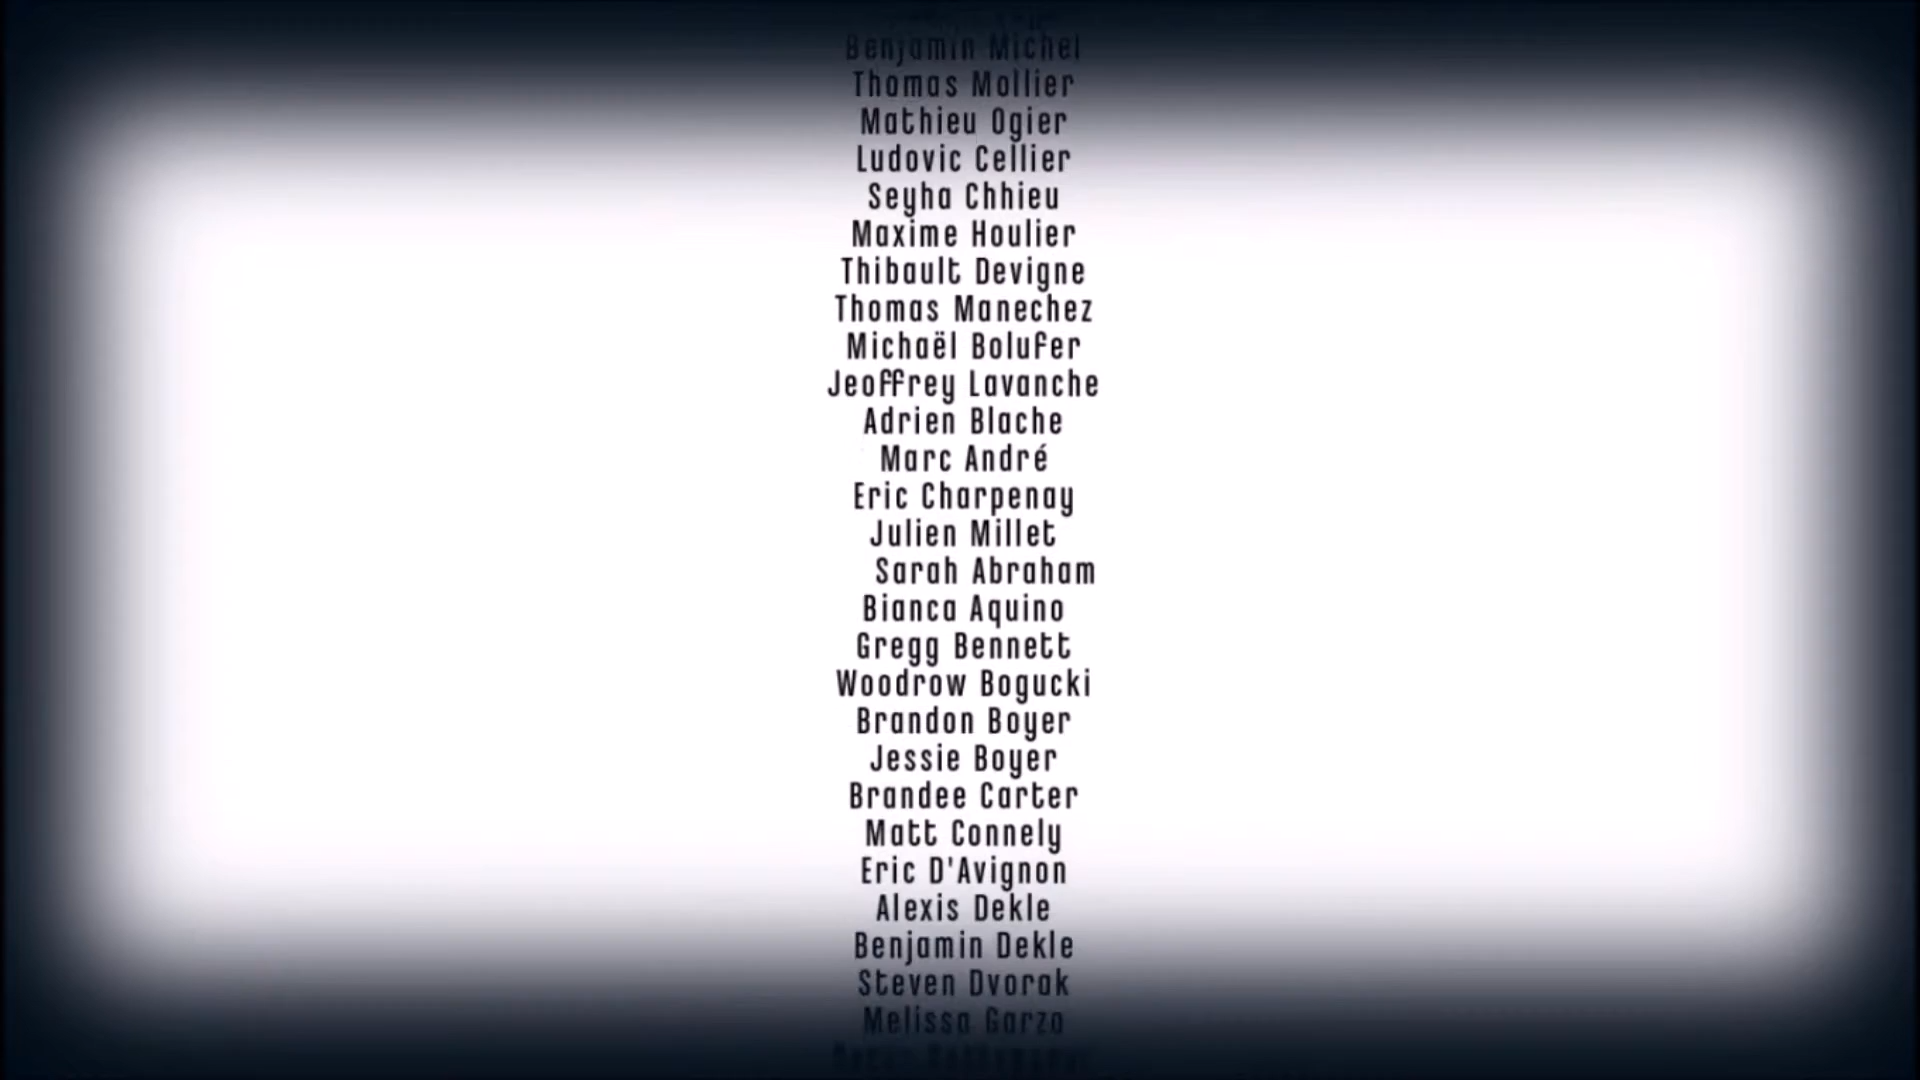 Benjamin Michel
Thomas Mollier
Mathieu Ogier
Ludovic Cellier
Seyha Chhieu
Maxime Houlier
Thibault Devigne
Thomas Manechez
Michaël Bolufer
Jeoffrey Lavanche
Adrien Blache
Marc André
Eric Charpenay
Julien Millet
Sarah Abraham
Bianca Aquino
Gregg Bennett
Woodrow Bogucki
Brandon Boyer
Jessie Boyer
Brandee Carter
Matt Connely
Eric D'Avignon
Alexis Dekle
Benjamin Dekle
Steven Dvorak
Melissa Garza